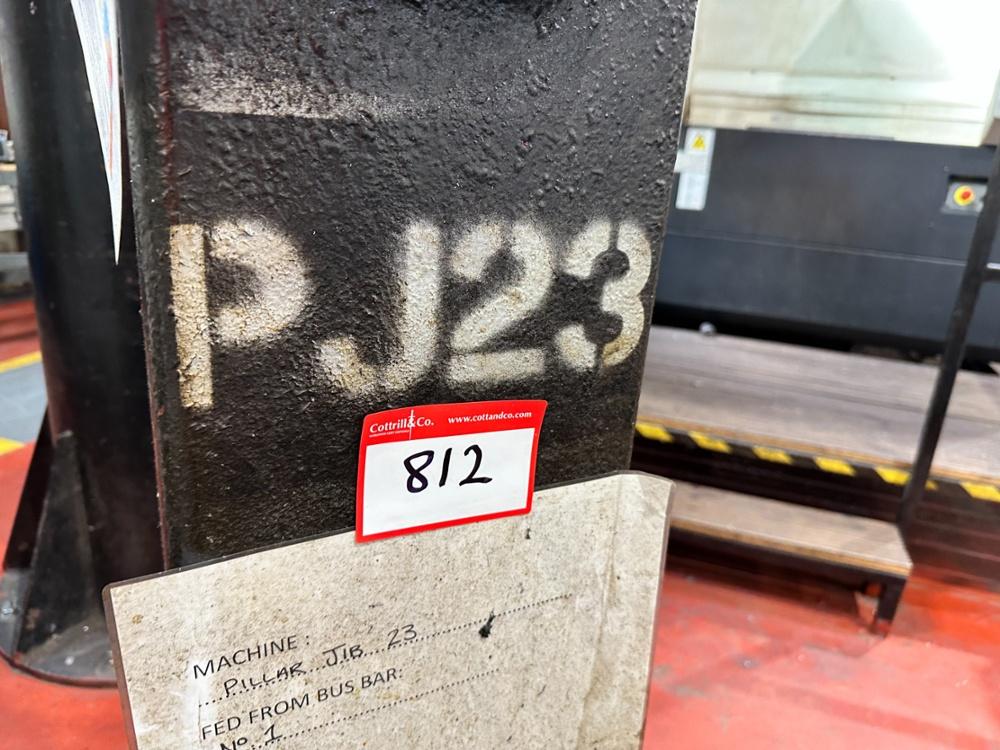 PJ23
Cottrill&Co. www.cottandco.com
812
MACHINE:
PILLAR JIB 23
FED FROM BUS BAR:
Nº 1